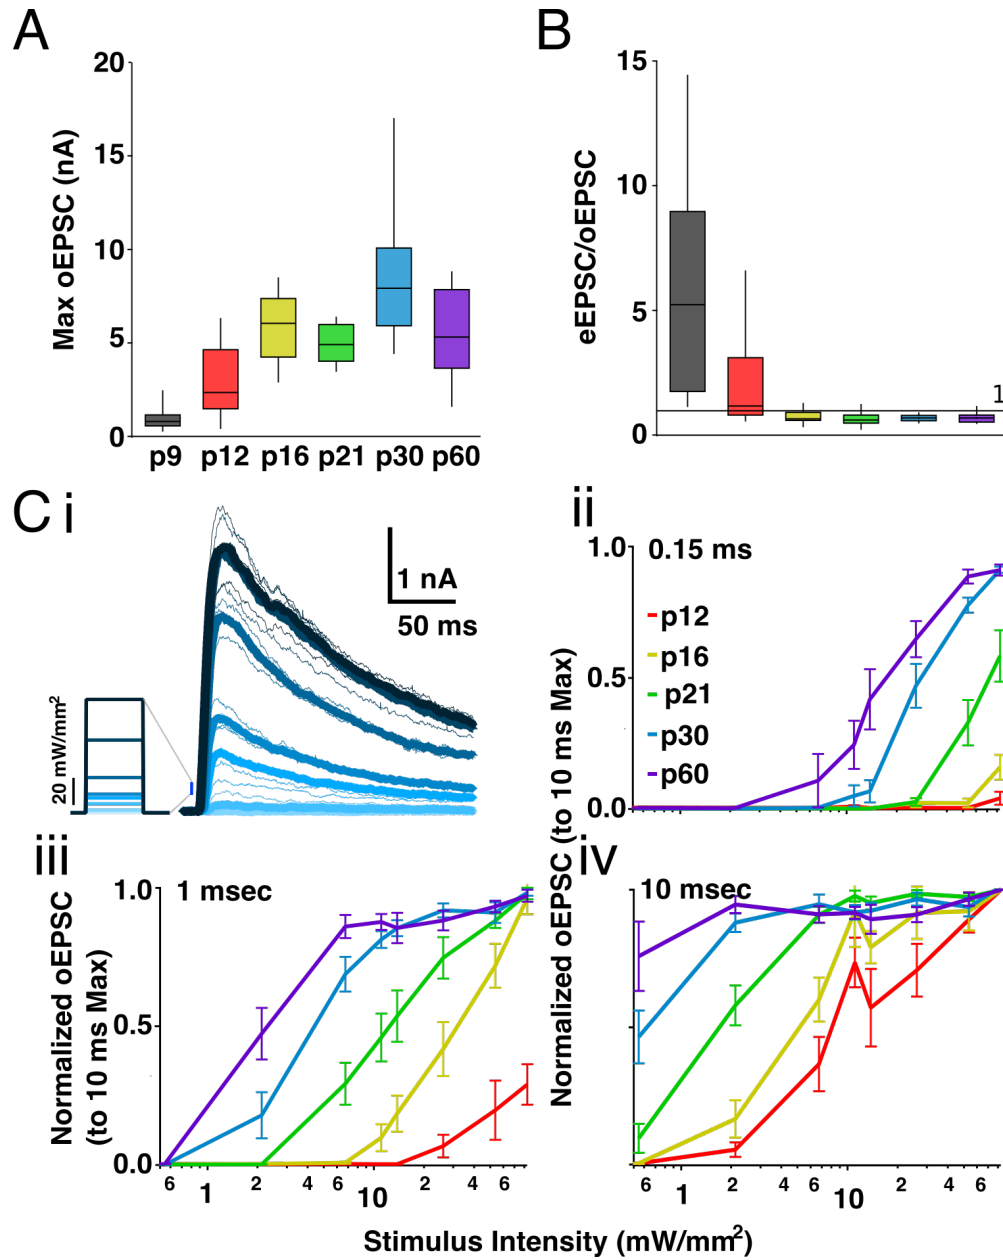 A
Max oEPSC (nA)
20
15
10
5
0
p9 p12 p16 p21 p30 p60
B
eEPSC/oEPSC
15
10
5
0
1
C i
1 nA
50 ms
20 mW/mm²
ii
Normalized oEPSC (to 10 ms Max)
1.0
0.5
0.0
0.15 ms
p12
p16
p21
p30
p60
iii
Normalized oEPSC
(to 10 ms Max)
1.0
0.5
0.0
1 msec
6 1 2 4 6 10 2 4 6
iv
10 msec
6 1 2 4 6 10 2 4 6
Stimulus Intensity (mW/mm²)